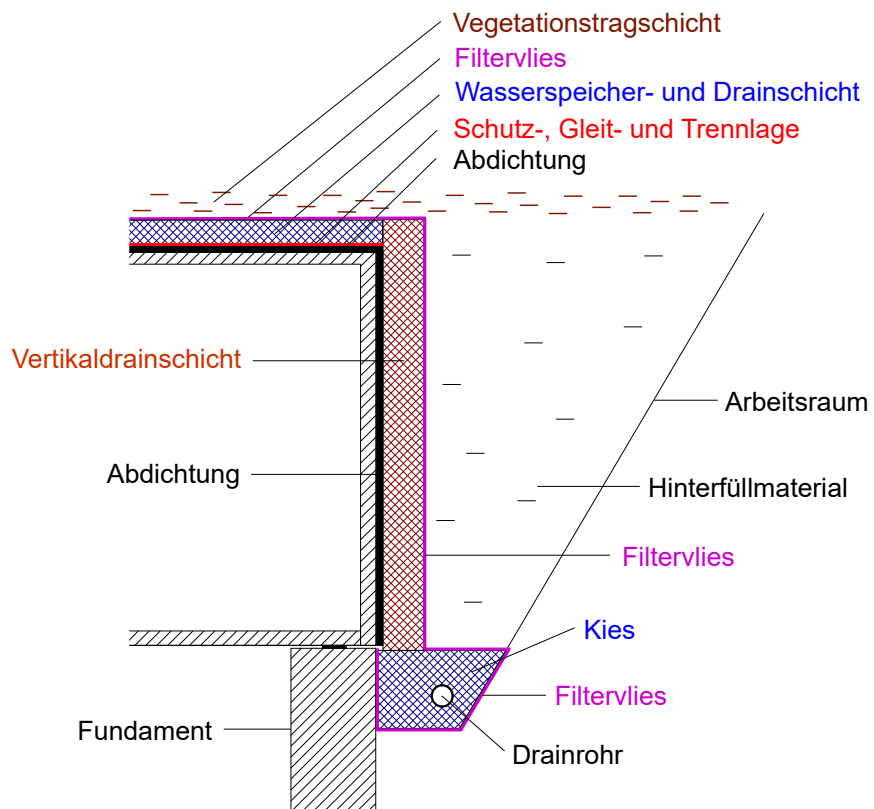 Vegetationstragschicht
Filtervlies
Wasserspeicher- und Drainschicht
Schutz-, Gleit- und Trennlage
Abdichtung
Vertikaldrainschicht
Arbeitsraum
Abdichtung
Hinterfüllmaterial
Filtervlies
Kies
Filtervlies
Fundament
Drainrohr